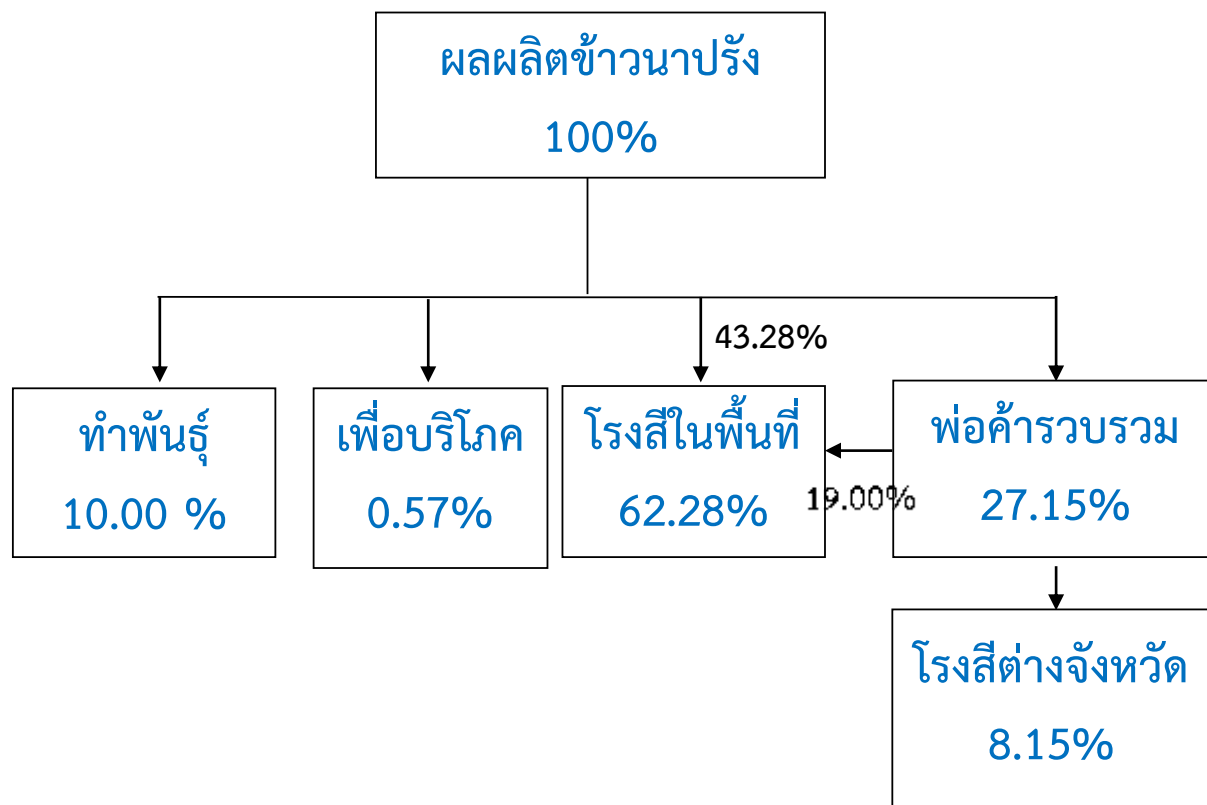 ผลผลิตข้าวนาปรัง
100%
43.28%
ทำพันธุ์
10.00 %
เพื่อบริโภค
0.57%
โรงสีในพื้นที่
62.28%
19.00%
พ่อค้ารวบรวม
27.15%
โรงสีต่างจังหวัด
8.15%